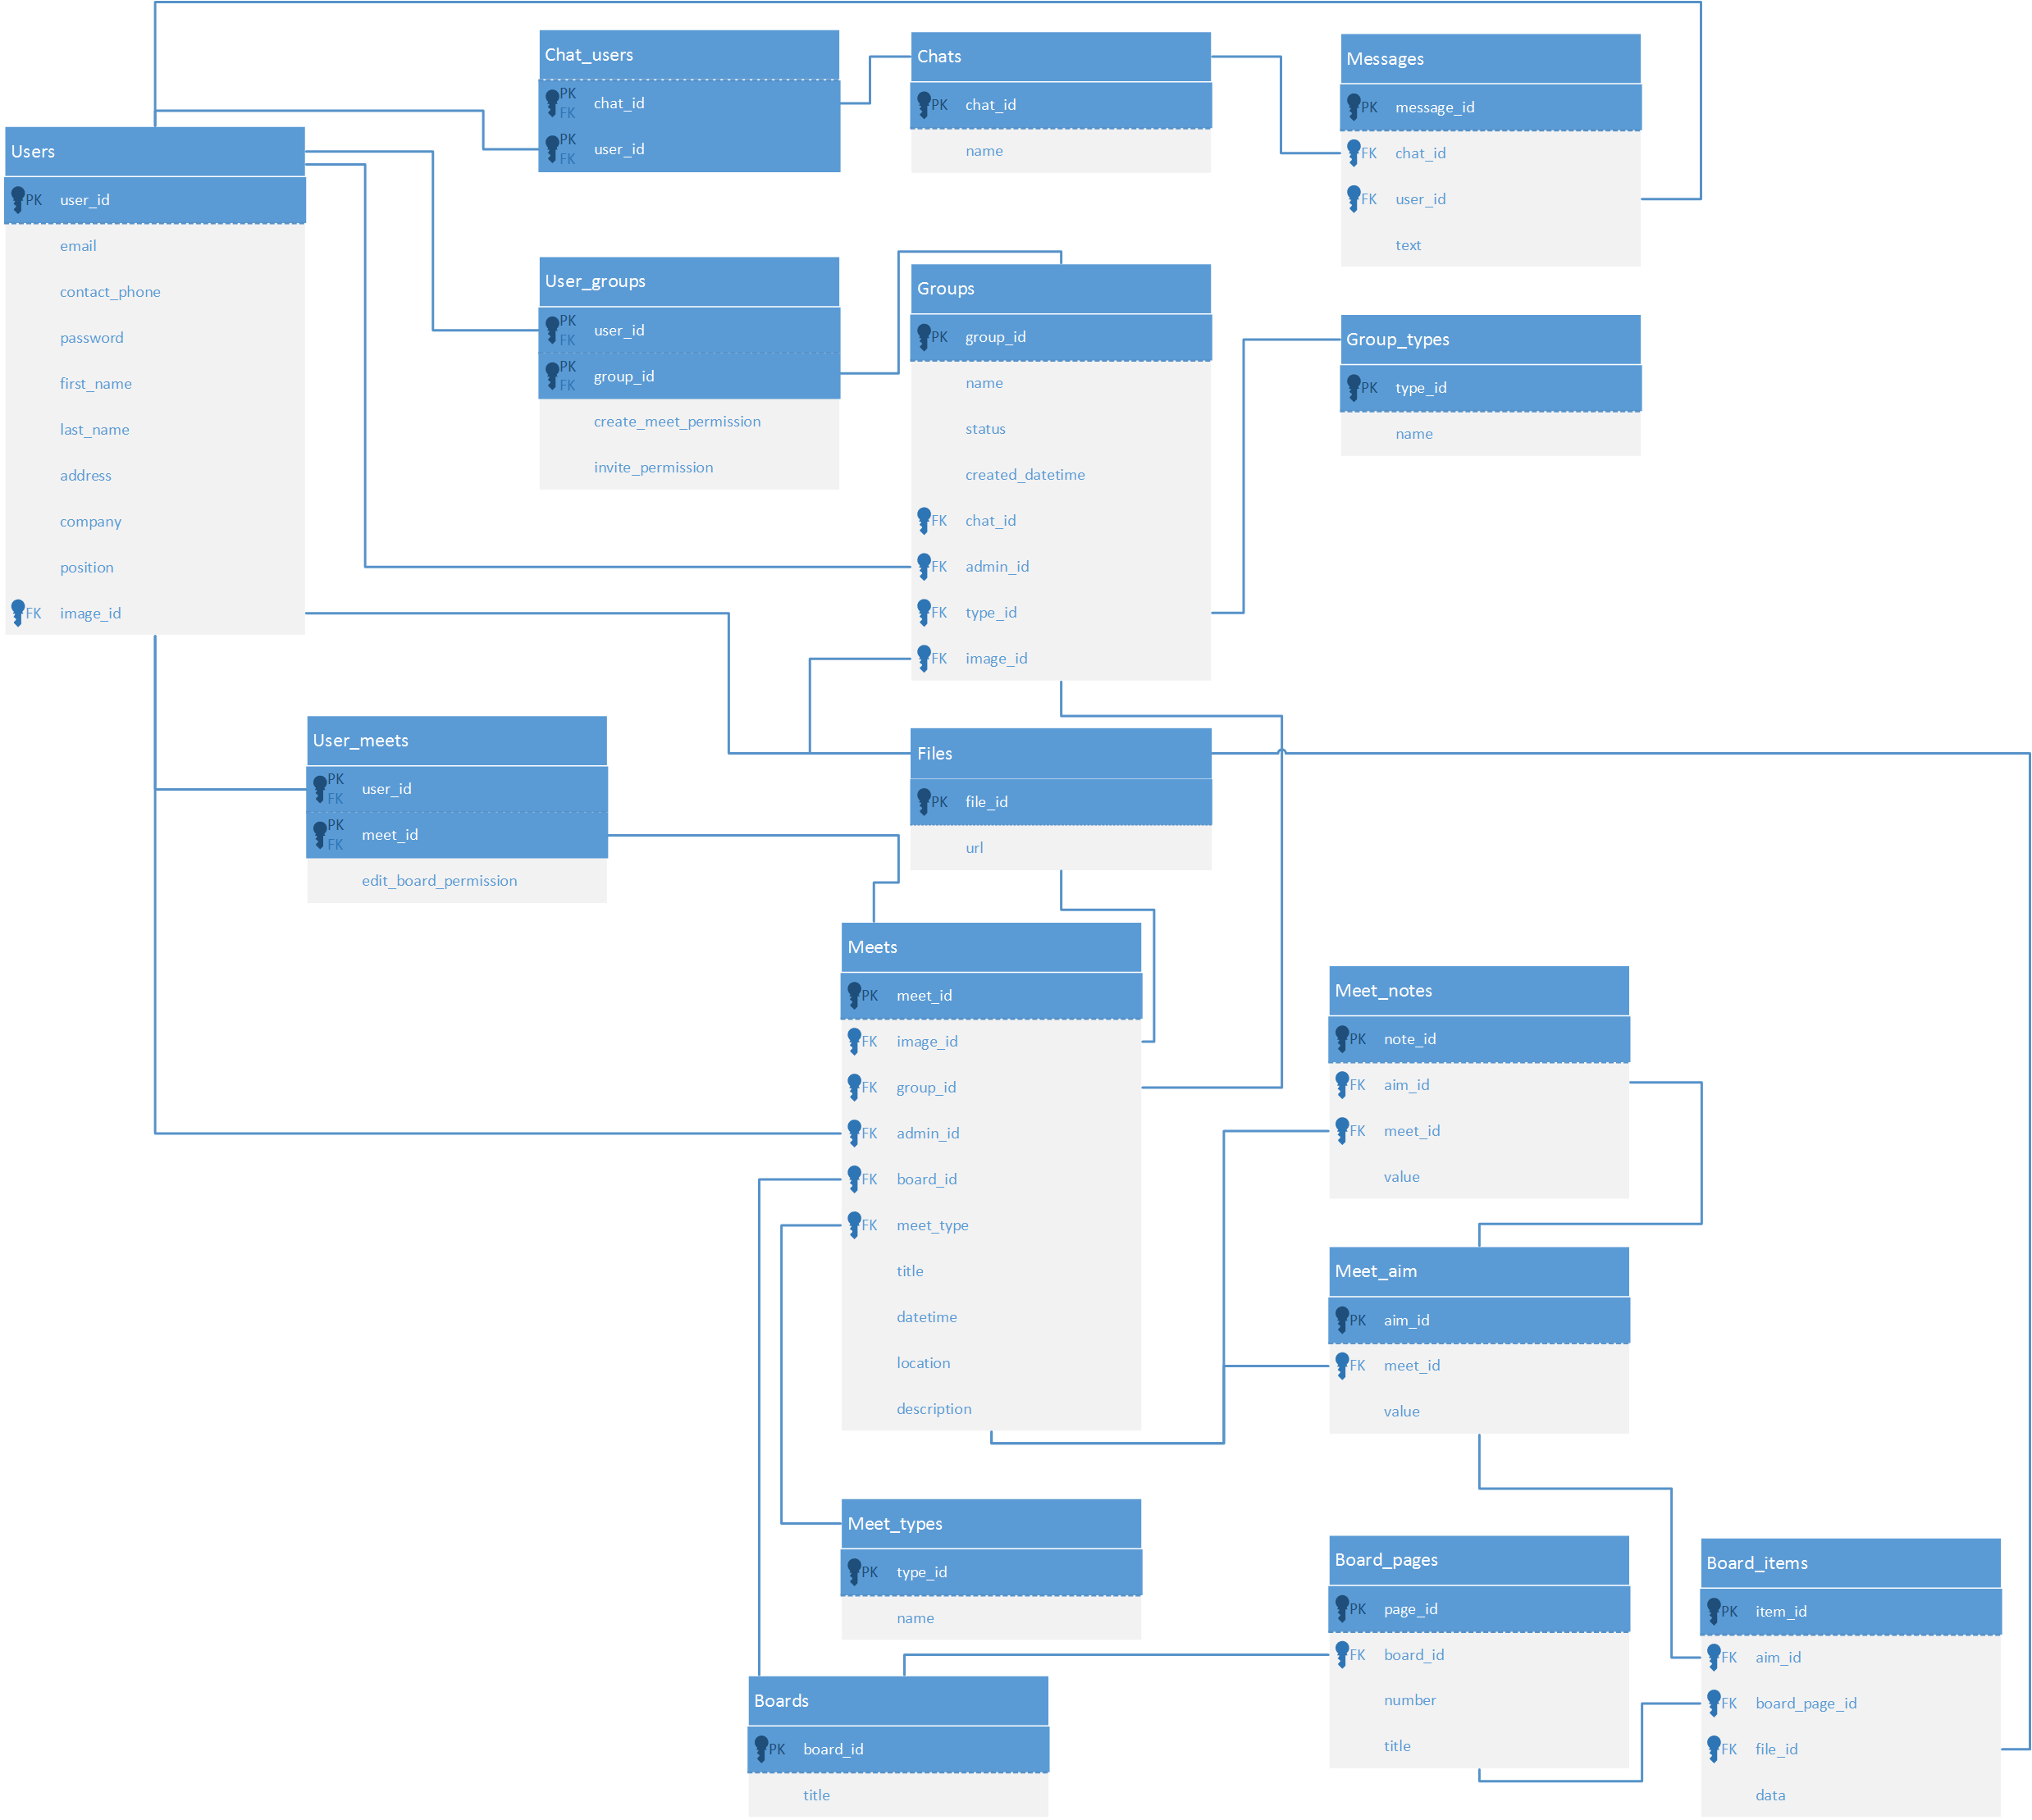 Users
PK user_id
email
contact_phone
password
first_name
last_name
address
company
position
FK image_id
Chat_users
PK FK chat_id
PK FK user_id
Chats
PK chat_id
name
Messages
PK message_id
FK chat_id
FK user_id
text
User_groups
PK FK user_id
PK FK group_id
create_meet_permission
invite_permission
Groups
PK group_id
name
status
created_datetime
FK chat_id
FK admin_id
FK type_id
FK image_id
Group_types
PK type_id
name
User_meets
PK FK user_id
PK FK meet_id
edit_board_permission
Files
PK file_id
url
Meets
PK meet_id
FK image_id
FK group_id
FK admin_id
FK board_id
FK meet_type
title
datetime
location
description
Meet_notes
PK note_id
FK aim_id
FK meet_id
value
Meet_aim
PK aim_id
FK meet_id
value
Meet_types
PK type_id
name
Boards
PK board_id
title
Board_pages
PK page_id
FK board_id
number
title
Board_items
PK item_id
FK aim_id
FK board_page_id
FK file_id
data